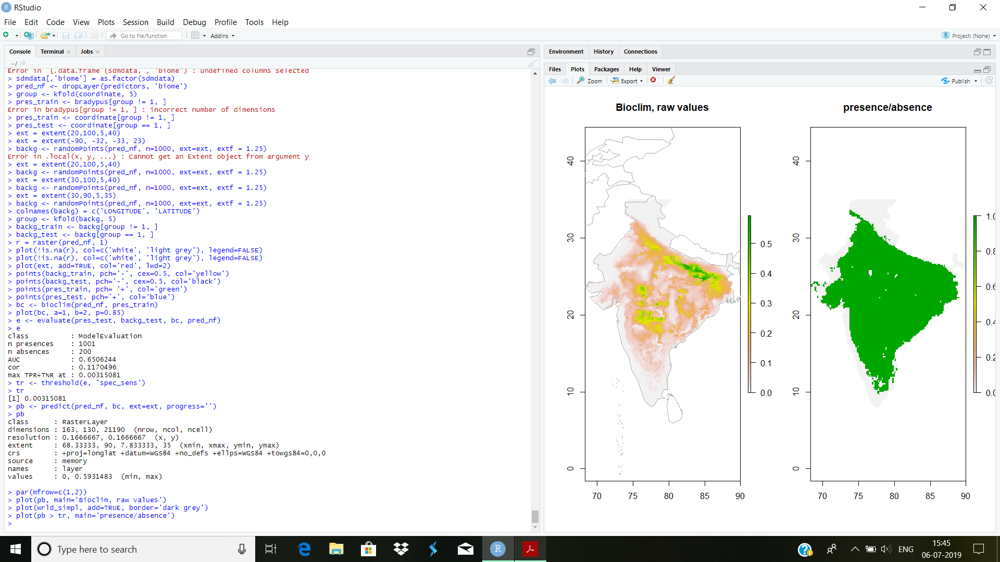 RStudio
File Edit Code View Plots Session Build Debug Profile Tools Help
Go to file/function Addins Project: (None)
Console Terminal Jobs
~/
Error in `[.data.frame`(sdmdata, , "biome") : undefined columns selected
> sdmdata[,'biome'] = as.factor(sdmdata)
> pred_nf <- dropLayer(predictors, 'biome')
> group <- kfold(coordinate, 5)
> pres_train <- bradypus[group != 1, ]
Error in bradypus[group != 1, ] : incorrect number of dimensions
> pres_train <- coordinate[group != 1, ]
> pres_test <- coordinate[group == 1, ]
> ext = extent(20,100,5,40)
> ext = extent(-90, -32, -33, 23)
> backg <- randomPoints(pred_nf, n=1000, ext=ext, extf = 1.25)
Error in .local(x, y, ...) : Cannot get an Extent object from argument y
> ext = extent(20,100,5,40)
> backg <- randomPoints(pred_nf, n=1000, ext=ext, extf = 1.25)
> ext = extent(30,100,5,40)
> backg <- randomPoints(pred_nf, n=1000, ext=ext, extf = 1.25)
> ext = extent(30,90,5,35)
> backg <- randomPoints(pred_nf, n=1000, ext=ext, extf = 1.25)
> colnames(backg) = c('LONGITUDE', 'LATITUDE')
> group <- kfold(backg, 5)
> backg_train <- backg[group != 1, ]
> backg_test <- backg[group == 1, ]
> r = raster(pred_nf, 1)
> plot(!is.na(r), col=c('white', 'light grey'), legend=FALSE)
> plot(!is.na(r), col=c('white', 'light grey'), legend=FALSE)
> plot(ext, add=TRUE, col='red', lwd=2)
> points(backg_train, pch='-', cex=0.5, col='yellow')
> points(backg_test, pch='-', cex=0.5, col='black')
> points(pres_train, pch= '+', col='green')
> points(pres_test, pch='+', col='blue')
> bc <- bioclim(pred_nf, pres_train)
> plot(bc, a=1, b=2, p=0.85)
> e <- evaluate(pres_test, backg_test, bc, pred_nf)
> e
class : ModelEvaluation
n presences : 1001
n absences : 200
AUC : 0.6506244
cor : 0.1170496
max TPR+TNR at : 0.00315081
> tr <- threshold(e, 'spec_sens')
> tr
[1] 0.00315081
> pb <- predict(pred_nf, bc, ext=ext, progress='')
> pb
class : RasterLayer
dimensions : 163, 130, 21190 (nrow, ncol, ncell)
resolution : 0.1666667, 0.1666667 (x, y)
extent : 68.33333, 90, 7.833333, 35 (xmin, xmax, ymin, ymax)
crs : +proj=longlat +datum=WGS84 +no_defs +ellps=WGS84 +towgs84=0,0,0
source : memory
names : layer
values : 0, 0.5931483 (min, max)
> par(mfrow=c(1,2))
> plot(pb, main='Bioclim, raw values')
> plot(wrld_simpl, add=TRUE, border='dark grey')
> plot(pb > tr, main='presence/absence')
>
Environment History Connections
Files Plots Packages Help Viewer
Zoom Export Publish
Bioclim, raw values
40
30
20
10
0
70 75 80 85 90
0.5
0.4
0.3
0.2
0.1
0.0
presence/absence
40
30
20
10
0
70 75 80 85 90
1.0
0.8
0.6
0.4
0.2
0.0
Type here to search
ENG
15:45
06-07-2019